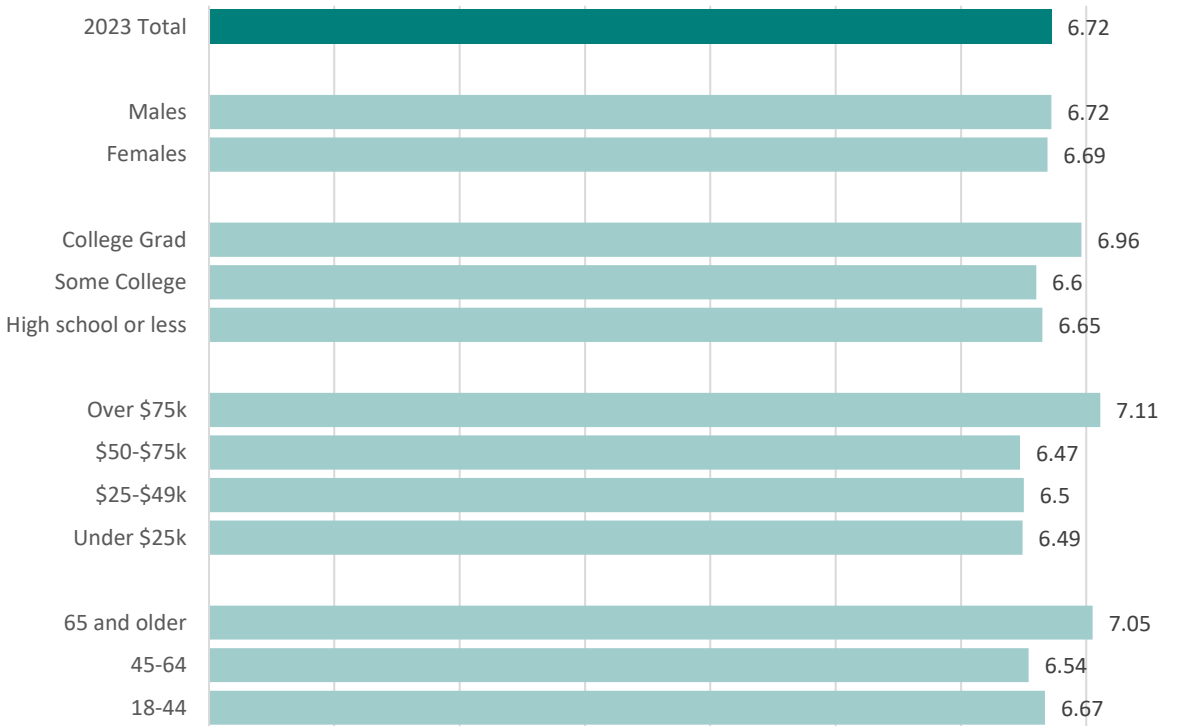 2023 Total 6.72
Males 6.72
Females 6.69
College Grad 6.96
Some College 6.6
High school or less 6.65
Over $75k 7.11
$50-$75k 6.47
$25-$49k 6.5
Under $25k 6.49
65 and older 7.05
45-64 6.54
18-44 6.67